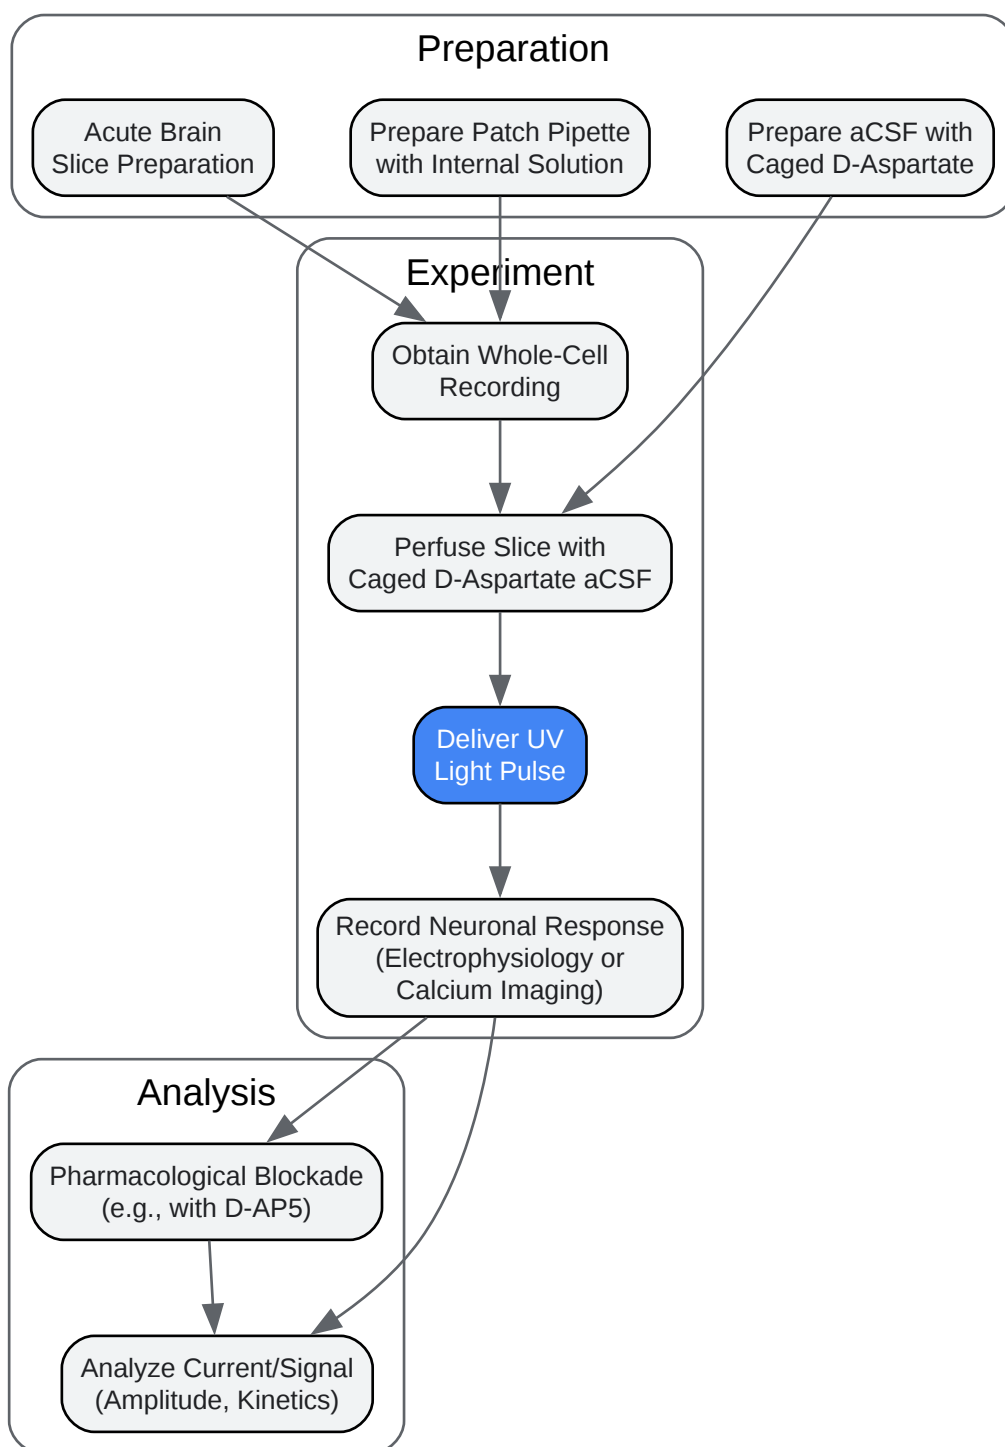 Preparation
Acute Brain
Slice Preparation
Prepare Patch Pipette
with Internal Solution
Prepare aCSF with
Caged D-Aspartate
Experiment
Obtain Whole-Cell
Recording
Perfuse Slice with
Caged D-Aspartate aCSF
Deliver UV
Light Pulse
Record Neuronal Response
(Electrophysiology or
Calcium Imaging)
Analysis
Pharmacological Blockade
(e.g., with D-AP5)
Analyze Current/Signal
(Amplitude, Kinetics)